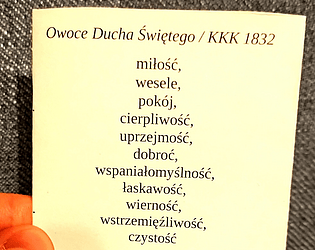 Owoce Ducha Świętego / KKK 1832
miłość,
wesele,
pokój,
cierpliwość,
uprzejmość,
dobroć,
wspaniałomyślność,
łaskawość,
wierność,
wstrzemięźliwość,
czystość